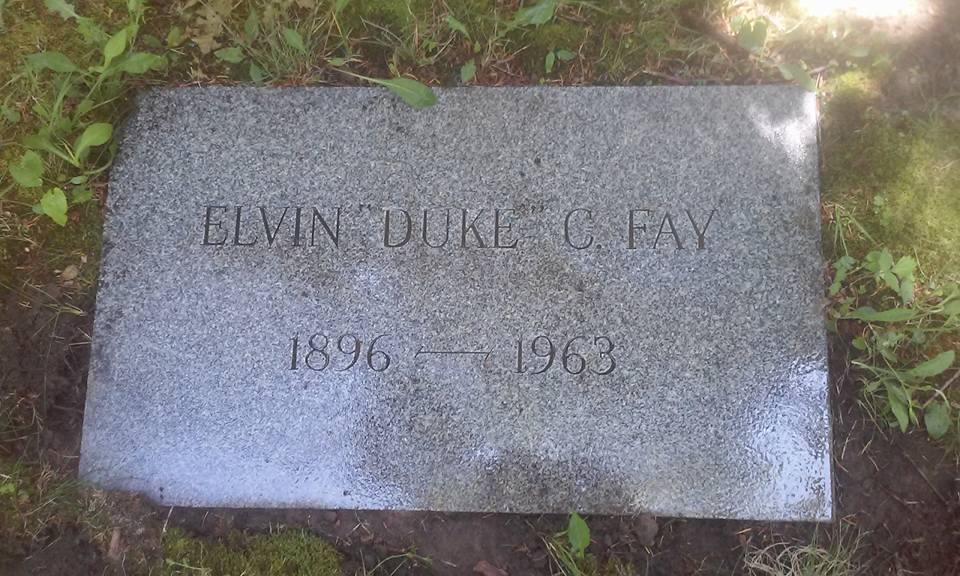 ELVIN "DUKE" C. FAY
1896 — 1963